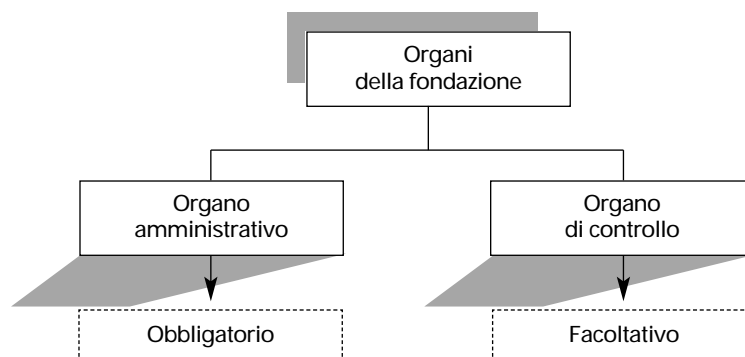 Organi
della fondazione
Organo
amministrativo
Organo
di controllo
Obbligatorio
Facoltativo